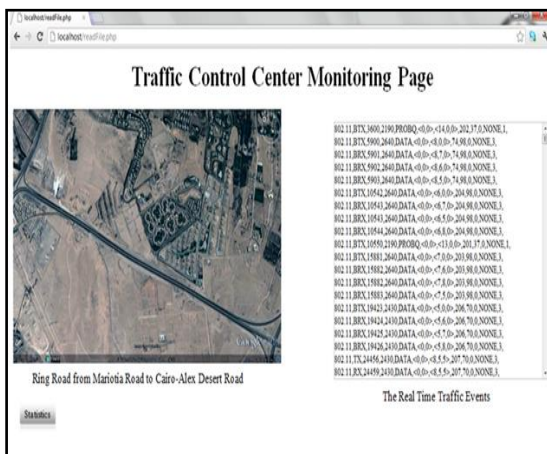 localhost/readFile.php
localhost/readFile.php
Traffic Control Center Monitoring Page
802.11,BTX,3600,2190,PROBQ,<0,0>,<14,0,0>,202,37,0,NONE,1,
802.11,BTX,5900,2640,DATA,<0,0>,<8,0,0>,74,98,0,NONE,3,
802.11,BRX,5901,2640,DATA,<0,0>,<8,7,0>,74,98,0,NONE,3,
802.11,BRX,5902,2640,DATA,<0,0>,<8,6,0>,74,98,0,NONE,3,
802.11,BRX,5903,2640,DATA,<0,0>,<8,5,0>,74,98,0,NONE,3,
802.11,BTX,10542,2640,DATA,<0,0>,<6,0,0>,204,98,0,NONE,3,
802.11,BRX,10543,2640,DATA,<0,0>,<6,7,0>,204,98,0,NONE,3,
802.11,BRX,10543,2640,DATA,<0,0>,<6,5,0>,204,98,0,NONE,3,
802.11,BRX,10544,2640,DATA,<0,0>,<6,8,0>,204,98,0,NONE,3,
802.11,BTX,10550,2190,PROBQ,<0,0>,<13,0,0>,201,37,0,NONE,1,
802.11,BTX,15881,2640,DATA,<0,0>,<7,0,0>,203,98,0,NONE,3,
802.11,BRX,15882,2640,DATA,<0,0>,<7,6,0>,203,98,0,NONE,3,
802.11,BRX,15882,2640,DATA,<0,0>,<7,8,0>,203,98,0,NONE,3,
802.11,BRX,15883,2640,DATA,<0,0>,<7,5,0>,203,98,0,NONE,3,
802.11,BTX,19423,2430,DATA,<0,0>,<5,0,0>,206,70,0,NONE,3,
802.11,BRX,19424,2430,DATA,<0,0>,<5,6,0>,206,70,0,NONE,3,
802.11,BRX,19425,2430,DATA,<0,0>,<5,7,0>,206,70,0,NONE,3,
802.11,BRX,19426,2430,DATA,<0,0>,<5,8,0>,206,70,0,NONE,3,
802.11,TX,24456,2430,DATA,<0,0>,<8,5,5>,207,70,0,NONE,3,
802.11,RX,24459,2430,DATA,<0,0>,<8,5,5>,207,70,0,NONE,3,
Ring Road from Mariotia Road to Cairo-Alex Desert Road
The Real Time Traffic Events
Statistics